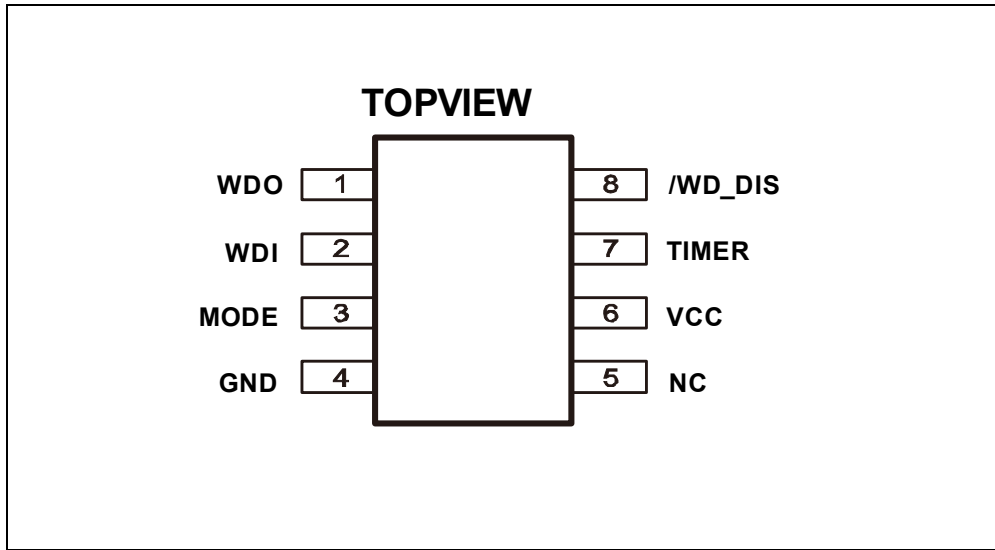 TOPVIEW
WDO 1 8 /WD_DIS
WDI 2 7 TIMER
MODE 3 6 VCC
GND 4 5 NC